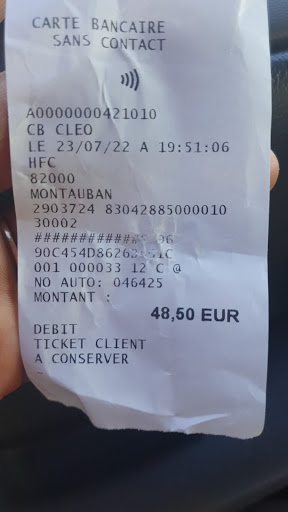 CARTE BANCAIRE
SANS CONTACT
A0000000421010
CB CLEO
LE 23/07/22 A 19:51:06
HFC
82000
MONTAUBAN
2903724 83042885000010
30002
001 000033 12 C @
NO AUTO: 046425
MONTANT :
48,50 EUR
DEBIT
TICKET CLIENT
A CONSERVER